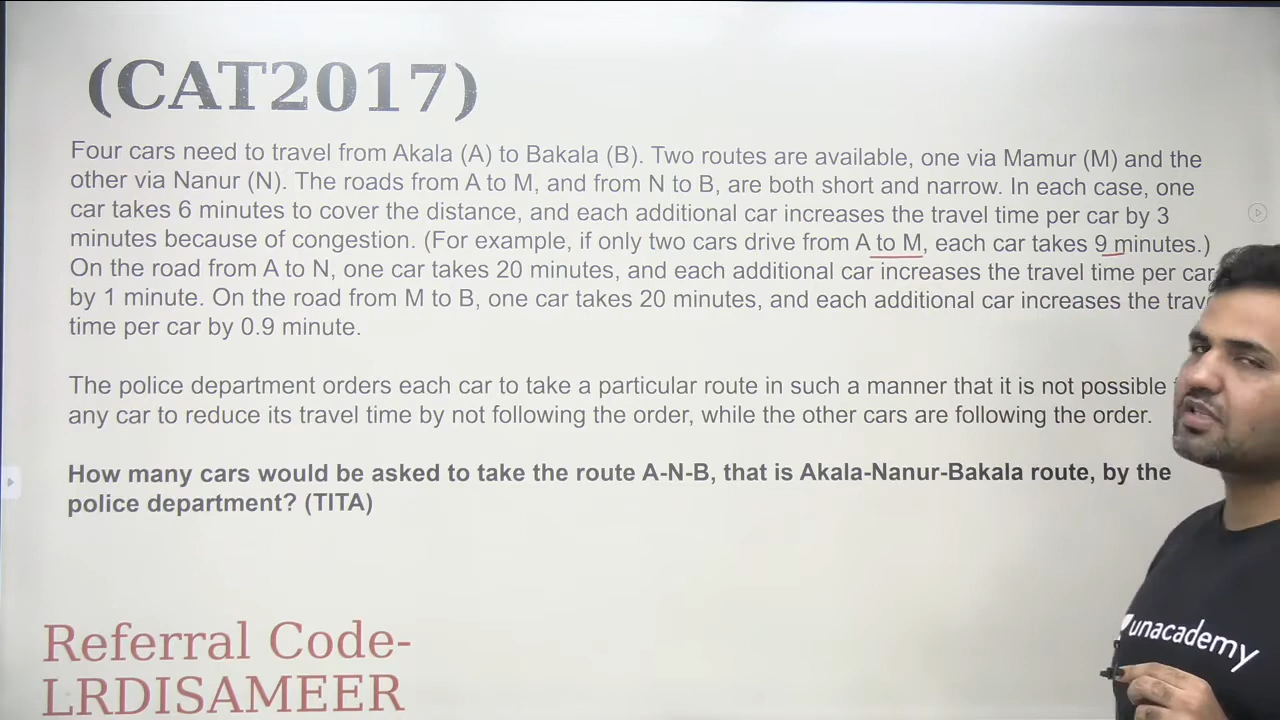 (CAT2017)
Four cars need to travel from Akala (A) to Bakala (B). Two routes are available, one via Mamur (M) and the
other via Nanur (N). The roads from A to M, and from N to B, are both short and narrow. In each case, one
car takes 6 minutes to cover the distance, and each additional car increases the travel time per car by 3
minutes because of congestion. (For example, if only two cars drive from A to M, each car takes 9 minutes.)
On the road from A to N, one car takes 20 minutes, and each additional car increases the travel time per car
by 1 minute. On the road from M to B, one car takes 20 minutes, and each additional car increases the
time per car by 0.9 minute.
The police department orders each car to take a particular route in such a manner that it is not possible
any car to reduce its travel time by not following the order, while the other cars are following the order.
How many cars would be asked to take the route A-N-B, that is Akala-Nanur-Bakala route, by the
police department? (TITA)
Referral Code-
LRDISAMEER
unacademy